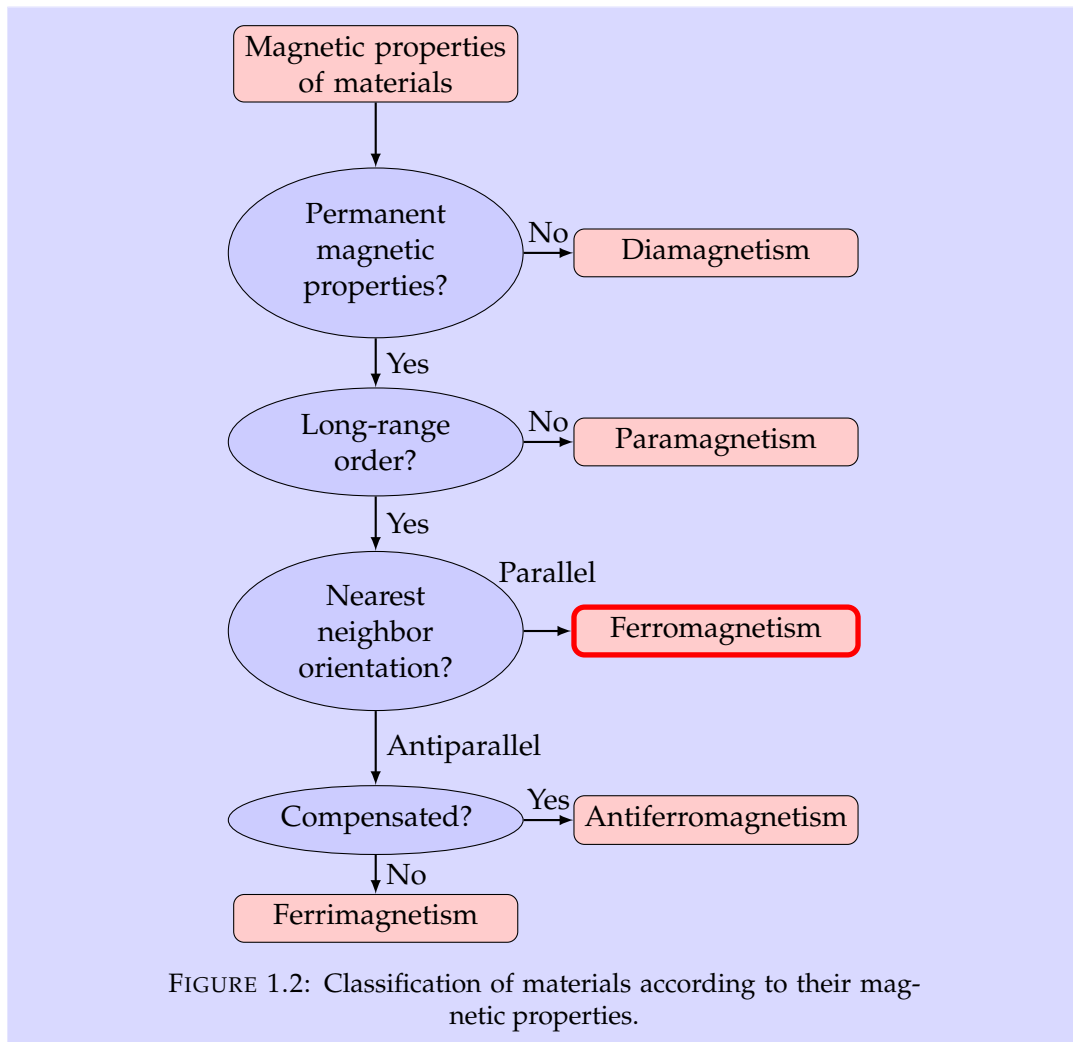 Magnetic properties
of materials
Permanent
magnetic
properties?
No
Diamagnetism
Yes
Long-range
order?
No
Paramagnetism
Yes
Nearest
neighbor
orientation?
Parallel
Ferromagnetism
Antiparallel
Compensated?
Yes
Antiferromagnetism
No
Ferrimagnetism
FIGURE 1.2: Classification of materials according to their mag-
netic properties.